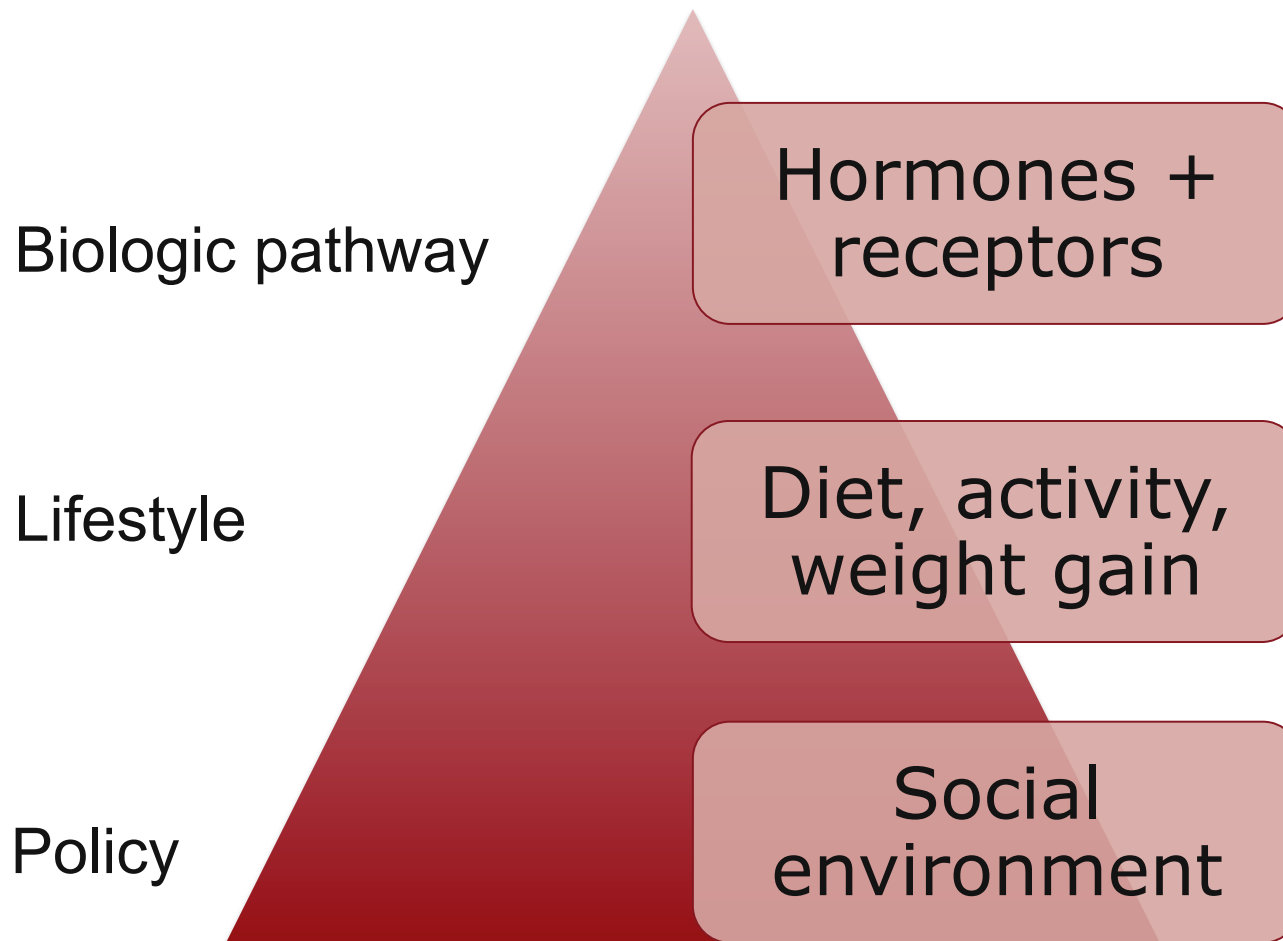 Biologic pathway
Hormones +
receptors
Lifestyle
Diet, activity,
weight gain
Policy
Social
environment